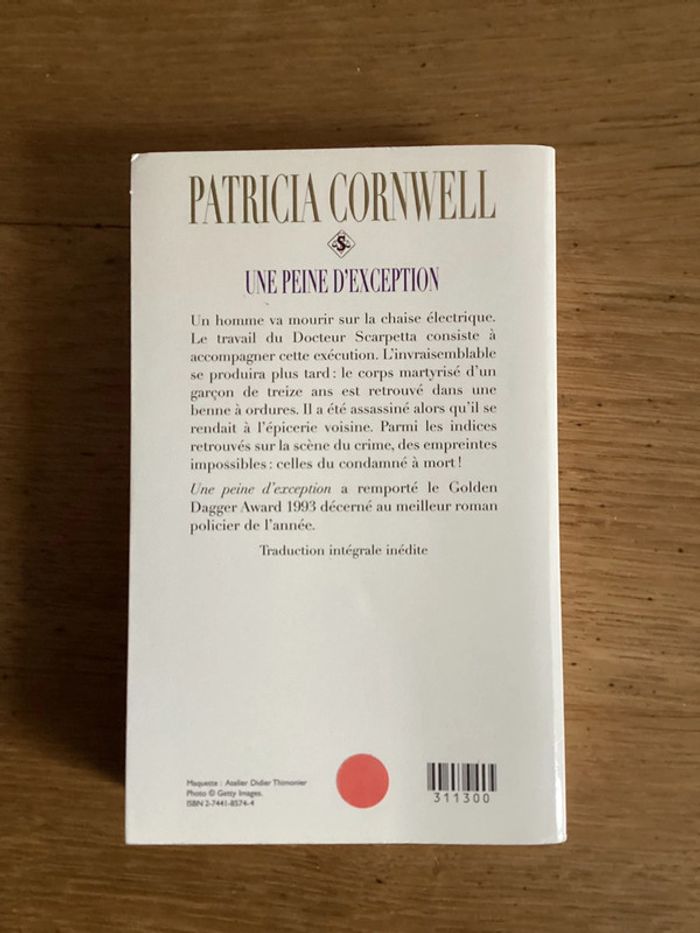 PATRICIA CORNWELL
S
UNE PEINE D'EXCEPTION
Un homme va mourir sur la chaise électrique.
Le travail du Docteur Scarpetta consiste à
accompagner cette exécution. L'invraisemblable
se produira plus tard : le corps martyrisé d'un
garçon de treize ans est retrouvé dans une
benne à ordures. Il a été assassiné alors qu'il se
rendait à l'épicerie voisine. Parmi les indices
retrouvés sur la scène du crime, des empreintes
impossibles : celles du condamné à mort !
Une peine d'exception a remporté le Golden
Dagger Award 1993 décerné au meilleur roman
policier de l'année.
Traduction intégrale inédite
Maquette : Atelier Didier Thimonier
Photo © Getty Images.
ISBN 2-7441-8574-4
311300